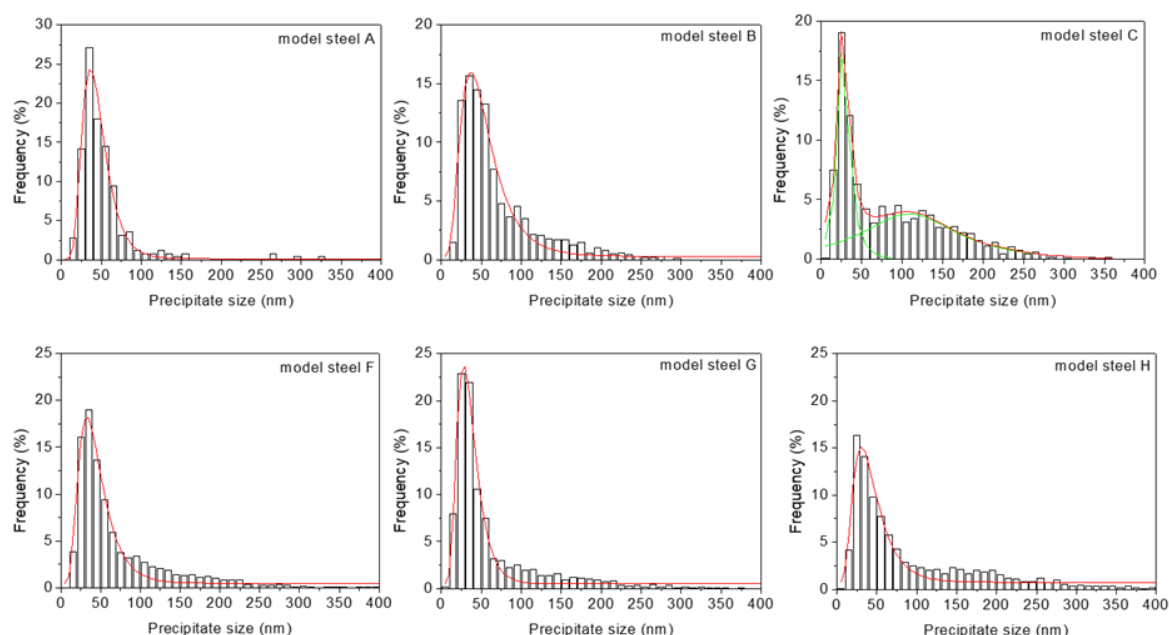 model steel A
30
25
20
15
10
5
0
Frequency (%)
0 50 100 150 200 250 300 350 400
Precipitate size (nm)
model steel B
20
15
10
5
0
Frequency (%)
0 50 100 150 200 250 300 350 400
Precipitate size (nm)
model steel C
20
15
10
5
0
Frequency (%)
0 50 100 150 200 250 300 350 400
Precipitate size (nm)
model steel F
25
20
15
10
5
0
Frequency (%)
0 50 100 150 200 250 300 350 400
Precipitate size (nm)
model steel G
25
20
15
10
5
0
Frequency (%)
0 50 100 150 200 250 300 350 400
Precipitate size (nm)
model steel H
25
20
15
10
5
0
Frequency (%)
0 50 100 150 200 250 300 350 400
Precipitate size (nm)